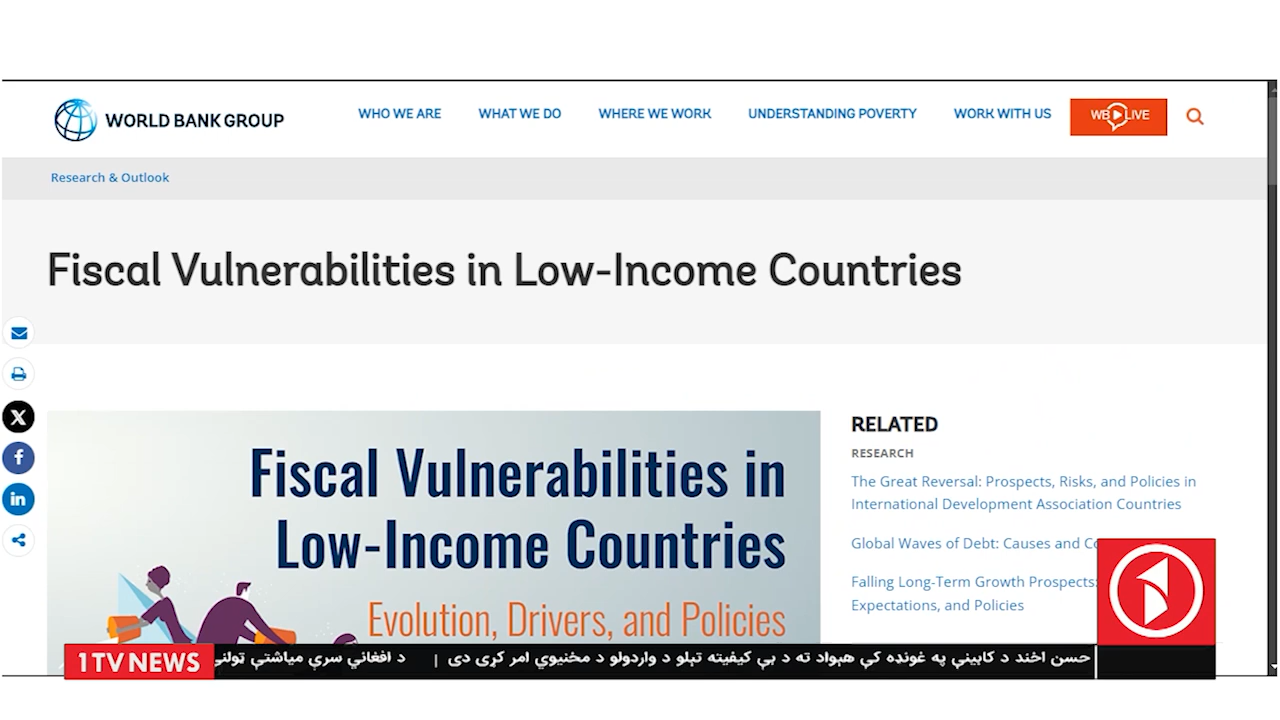 WORLD BANK GROUP
WHO WE ARE
WHAT WE DO
WHERE WE WORK
UNDERSTANDING POVERTY
WORK WITH US
WB LIVE
Research & Outlook
Fiscal Vulnerabilities in Low-Income Countries
Fiscal Vulnerabilities in
Low-Income Countries
Evolution, Drivers, and Policies
RELATED
RESEARCH
The Great Reversal: Prospects, Risks, and Policies in
International Development Association Countries
Global Waves of Debt: Causes and
Falling Long-Term Growth Prospects:
Expectations, and Policies
1TV NEWS
حسن اخند د کابینې په غونډه کې هېواد ته د بې کیفیته تېلو د واردولو د مخنیوي امر کړی دی | د افغاني سرې میاشتې ټولنې